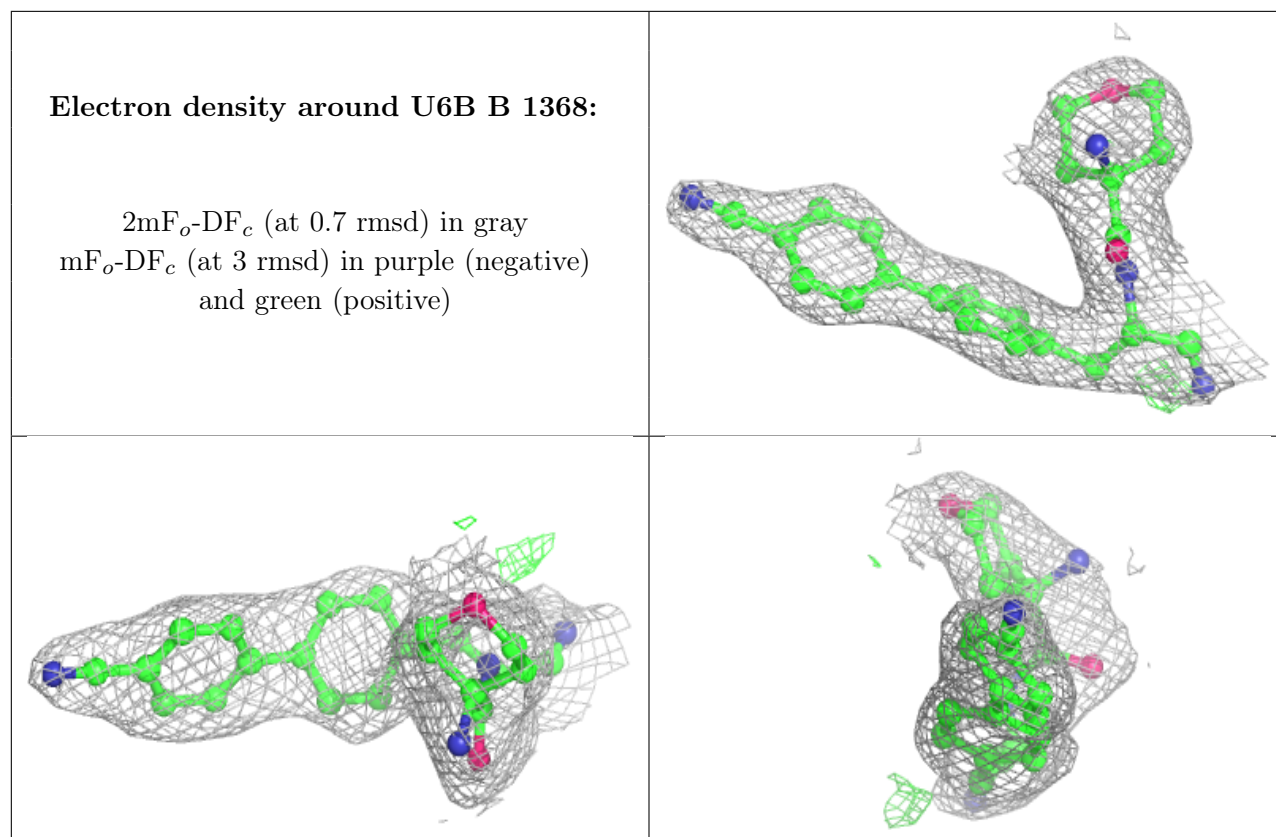 Electron density around U6B B 1368:
2mFₒ-DF𝒸 (at 0.7 rmsd) in gray
mFₒ-DF𝒸 (at 3 rmsd) in purple (negative)
and green (positive)